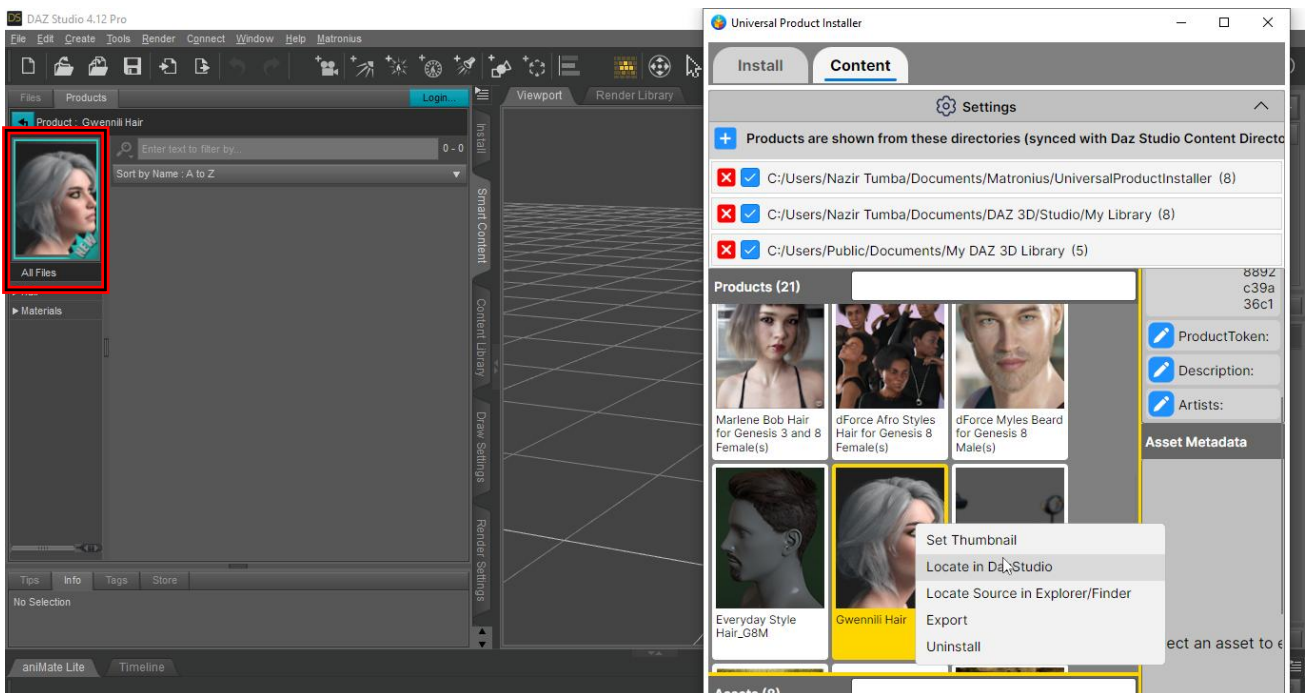 DAZ Studio 4.12 Pro
File Edit Create Tools Render Connect Window Help Matronius
Files Products Login...
Product : Gwennili Hair
Enter text to filter by... 0 - 0
Sort by Name : A to Z
NEW
All Files
▶ Materials
Tips Info Tags Store
No Selection
aniMate Lite Timeline
Install
Smart Content
Content Library
Draw Settings
Render Settings
Viewport Render Library
Universal Product Installer
Install Content
Settings
Products are shown from these directories (synced with Daz Studio Content Directo
C:/Users/Nazir Tumba/Documents/Matronius/UniversalProductInstaller (8)
C:/Users/Nazir Tumba/Documents/DAZ 3D/Studio/My Library (8)
C:/Users/Public/Documents/My DAZ 3D Library (5)
Products (21)
Marlene Bob Hair
for Genesis 3 and 8
Female(s)
dForce Afro Styles
Hair for Genesis 8
Female(s)
dForce Myles Beard
for Genesis 8
Male(s)
Everyday Style
Hair_G8M
Gwennili Hair
Set Thumbnail
Locate in Daz Studio
Locate Source in Explorer/Finder
Export
Uninstall
8892
c39a
36c1
ProductToken:
Description:
Artists:
Asset Metadata
ect an asset to e